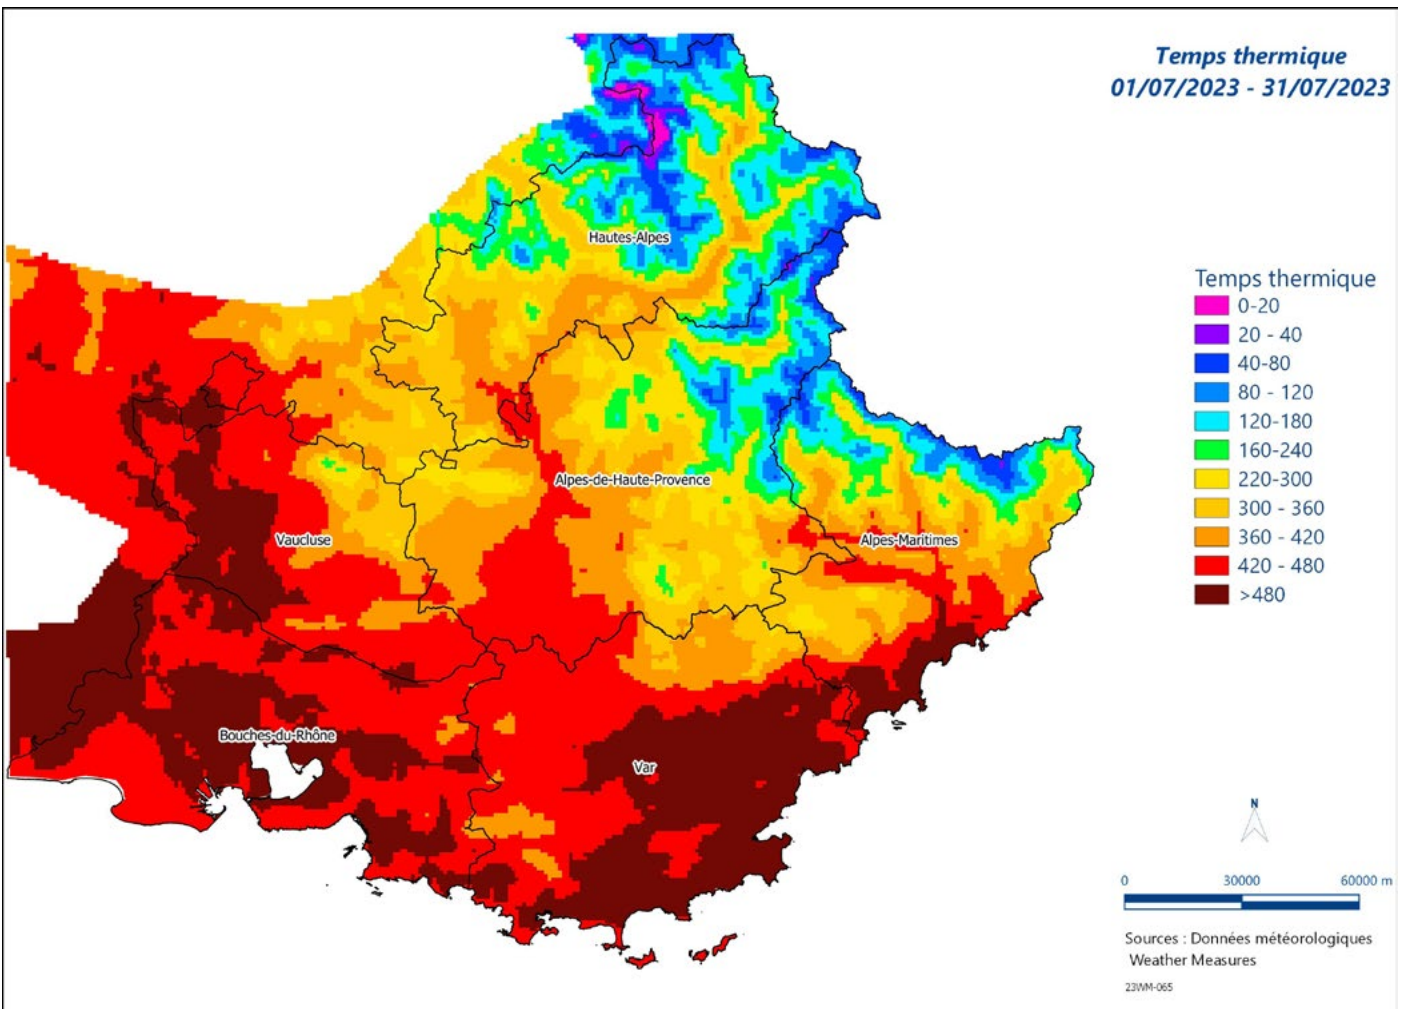 Temps thermique
01/07/2023 - 31/07/2023
Hautes-Alpes
Temps thermique
0-20
20 - 40
40-80
80 - 120
120-180
160-240
220-300
300 - 360
360 - 420
420 - 480
>480
Alpes-de-Haute-Provence
Vaucluse
Alpes-Maritimes
Bouches-du-Rhône
Var
N
0 30000 60000 m
Sources : Données météorologiques
Weather Measures
23WM-065